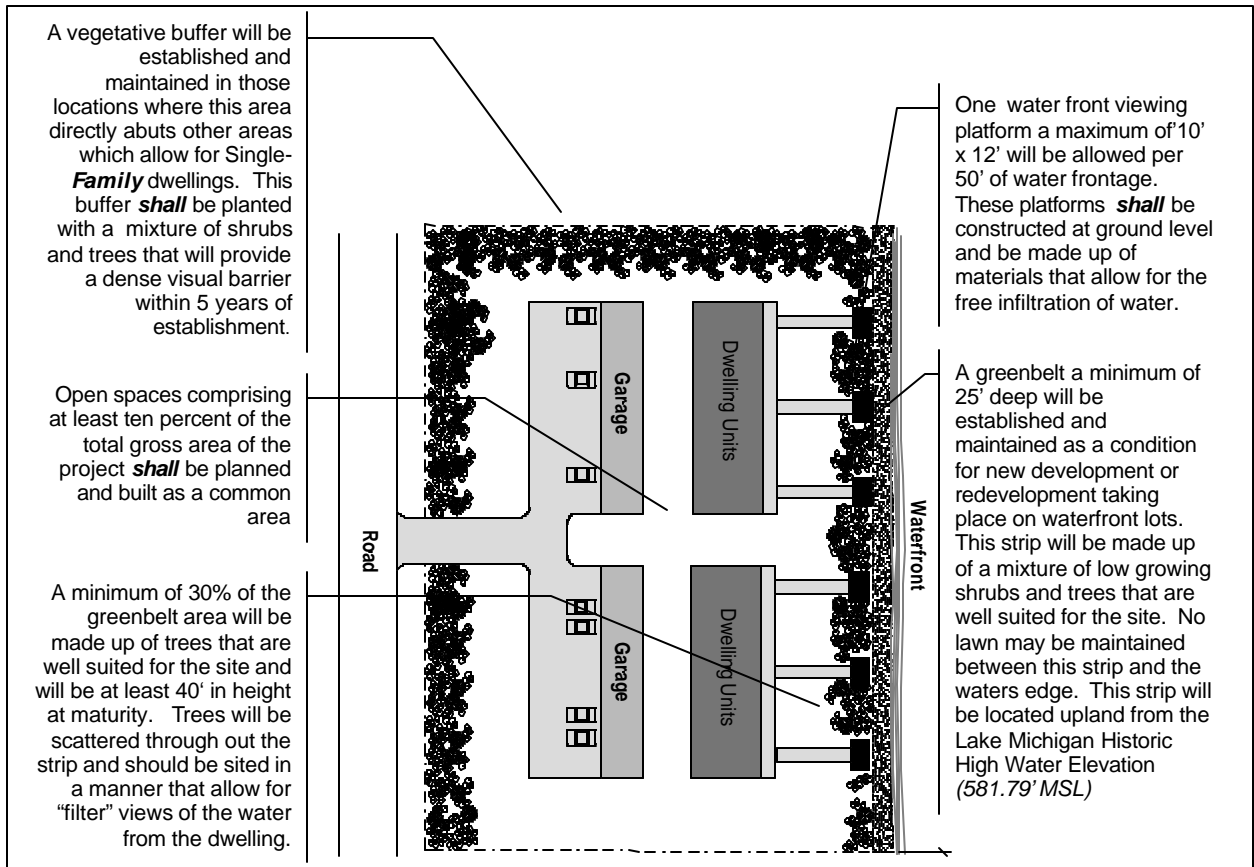 A vegetative buffer will be
established and
maintained in those
locations where this area
directly abuts other areas
which allow for Single-
Family dwellings. This
buffer shall be planted
with a mixture of shrubs
and trees that will provide
a dense visual barrier
within 5 years of
establishment.
Open spaces comprising
at least ten percent of the
total gross area of the
project shall be planned
and built as a common
area
A minimum of 30% of the
greenbelt area will be
made up of trees that are
well suited for the site and
will be at least 40‘ in height
at maturity. Trees will be
scattered through out the
strip and should be sited in
a manner that allow for
“filter” views of the water
from the dwelling.
Road
Garage
Garage
Dwelling Units
Dwelling Units
Waterfront
One water front viewing
platform a maximum of’10’
x 12’ will be allowed per
50’ of water frontage.
These platforms shall be
constructed at ground level
and be made up of
materials that allow for the
free infiltration of water.
A greenbelt a minimum of
25’ deep will be
established and
maintained as a condition
for new development or
redevelopment taking
place on waterfront lots.
This strip will be made up
of a mixture of low growing
shrubs and trees that are
well suited for the site. No
lawn may be maintained
between this strip and the
waters edge. This strip will
be located upland from the
Lake Michigan Historic
High Water Elevation
(581.79’ MSL)